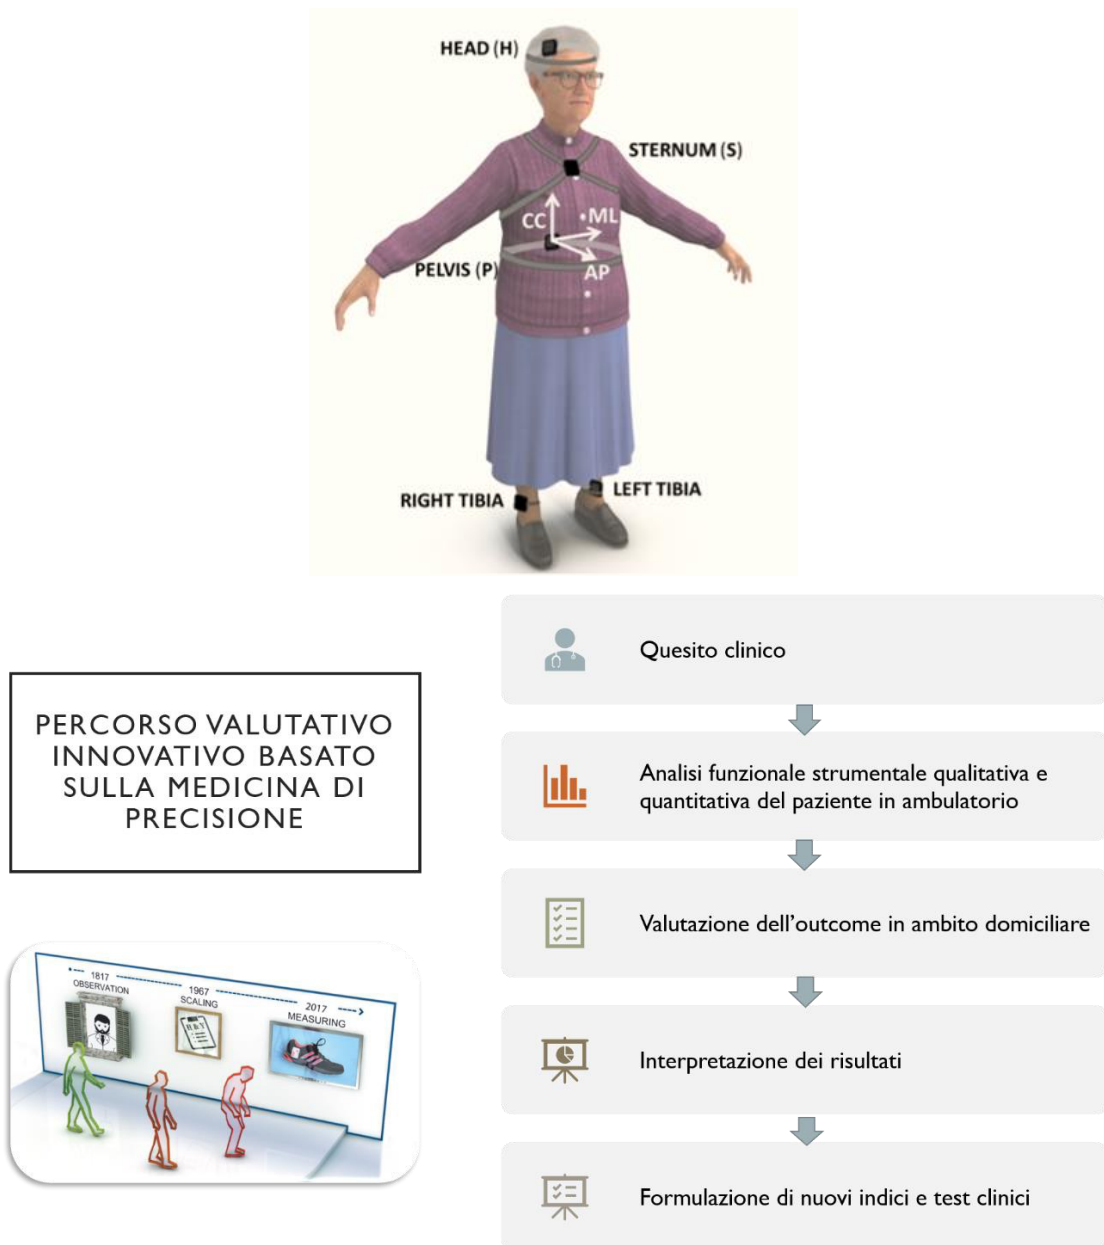 HEAD (H)
STERNUM (S)
CC
ML
PELVIS (P)
AP
RIGHT TIBIA
LEFT TIBIA
PERCORSO VALUTATIVO
INNOVATIVO BASATO
SULLA MEDICINA DI
PRECISIONE
1817
OBSERVATION
1967
SCALING
H&Y
2017
MEASURING
Quesito clinico
Analisi funzionale strumentale qualitativa e
quantitativa del paziente in ambulatorio
Valutazione dell’outcome in ambito domiciliare
Interpretazione dei risultati
Formulazione di nuovi indici e test clinici